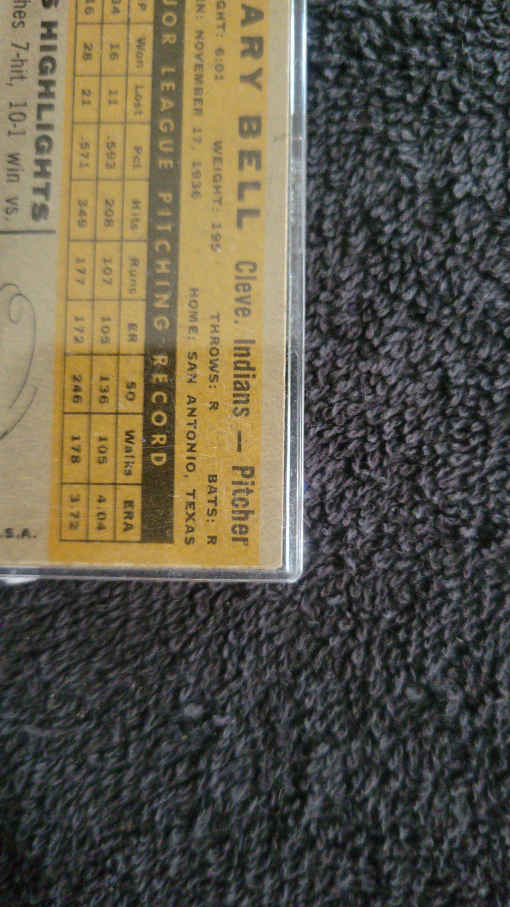 ARY BELL Cleve. Indians — Pitcher
GHT: 6:01 WEIGHT: 195 THROWS: R BATS: R
N: NOVEMBER 17, 1936 HOME: SAN ANTONIO, TEXAS
JOR LEAGUE PITCHING RECORD
P Won Lost Pct Hits Runs ER SO Walks ERA
34 16 11 .593 208 107 105 136 105 4.04
46 28 21 .571 349 177 172 246 178 3.72
S HIGHLIGHTS
hes 7-hit, 10-1 win vs.
S.A.